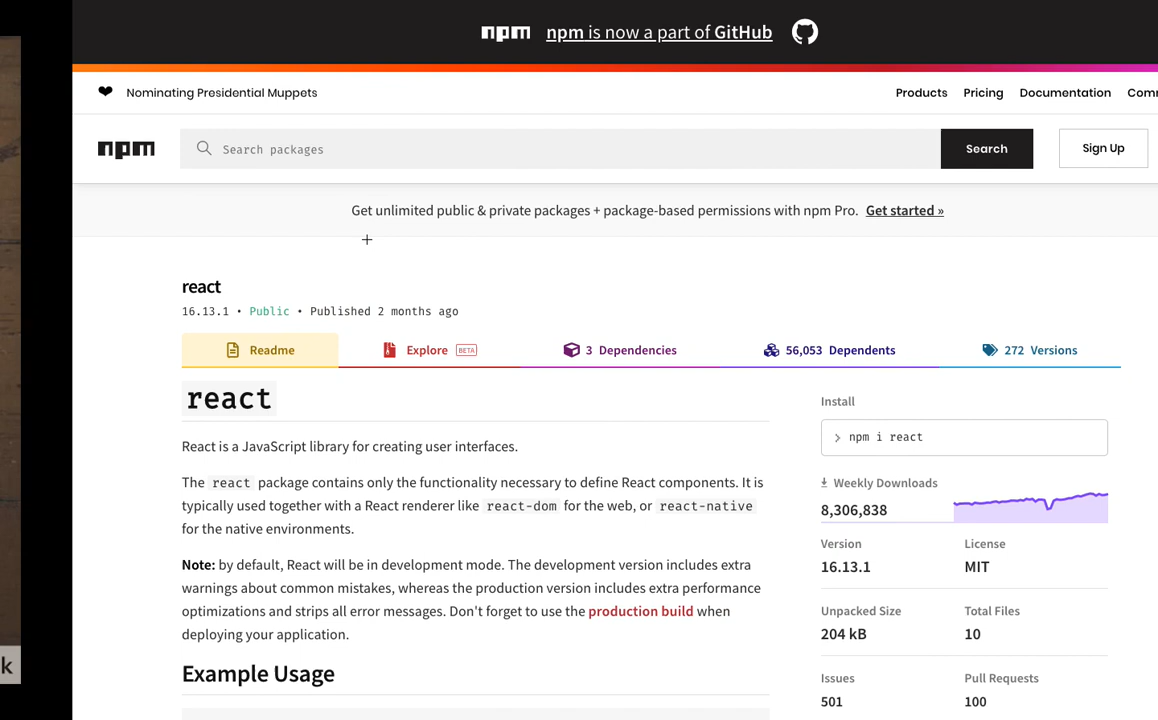 npm npm is now a part of GitHub
❤ Nominating Presidential Muppets
Products Pricing Documentation
npm Search packages Search Sign Up
Get unlimited public & private packages + package-based permissions with npm Pro. Get started »
react
16.13.1 • Public • Published 2 months ago
Readme Explore BETA 3 Dependencies 56,053 Dependents 272 Versions
react
React is a JavaScript library for creating user interfaces.
The react package contains only the functionality necessary to define React components. It is
typically used together with a React renderer like react-dom for the web, or react-native
for the native environments.
Note: by default, React will be in development mode. The development version includes extra
warnings about common mistakes, whereas the production version includes extra performance
optimizations and strips all error messages. Don't forget to use the production build when
deploying your application.
Example Usage
Install
> npm i react
Weekly Downloads
8,306,838
Version License
16.13.1 MIT
Unpacked Size Total Files
204 kB 10
Issues Pull Requests
501 100
k